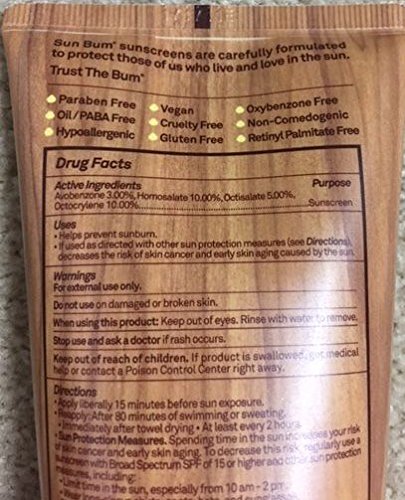 Sun Bum® sunscreens are carefully formulated
to protect those of us who live and love in the sun.
Trust The Bum®
Paraben Free
Vegan
Oxybenzone Free
Oil/PABA Free
Cruelty Free
Non-Comedogenic
Hypoallergenic
Gluten Free
Retinyl Palmitate Free
Drug Facts
Active Ingredients Purpose
Avobenzone 3.00%, Homosalate 10.00%, Octisalate 5.00%,
Octocrylene 10.00%...............................................Sunscreen
Uses
• Helps prevent sunburn.
• If used as directed with other sun protection measures (see Directions),
decreases the risk of skin cancer and early skin aging caused by the sun.
Warnings
For external use only.
Do not use on damaged or broken skin.
When using this product: Keep out of eyes. Rinse with water to remove.
Stop use and ask a doctor if rash occurs.
Keep out of reach of children. If product is swallowed, get medical
help or contact a Poison Control Center right away.
Directions
• Apply liberally 15 minutes before sun exposure.
• Reapply: • After 80 minutes of swimming or sweating.
• Immediately after towel drying • At least every 2 hours.
• Sun Protection Measures. Spending time in the sun increases your risk
of skin cancer and early skin aging. To decrease this risk, regularly use a
sunscreen with Broad Spectrum SPF of 15 or higher and other sun protection
measures, including:
• Limit time in the sun, especially from 10 am - 2 pm.